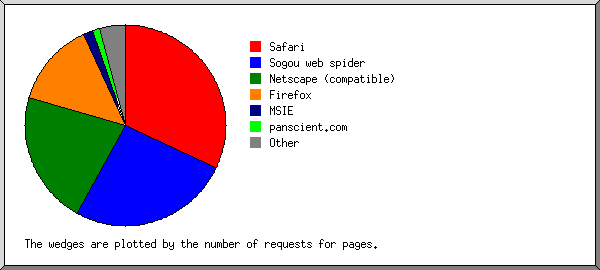 Safari
Sogou web spider
Netscape (compatible)
Firefox
MSIE
panscient.com
Other
The wedges are plotted by the number of requests for pages.